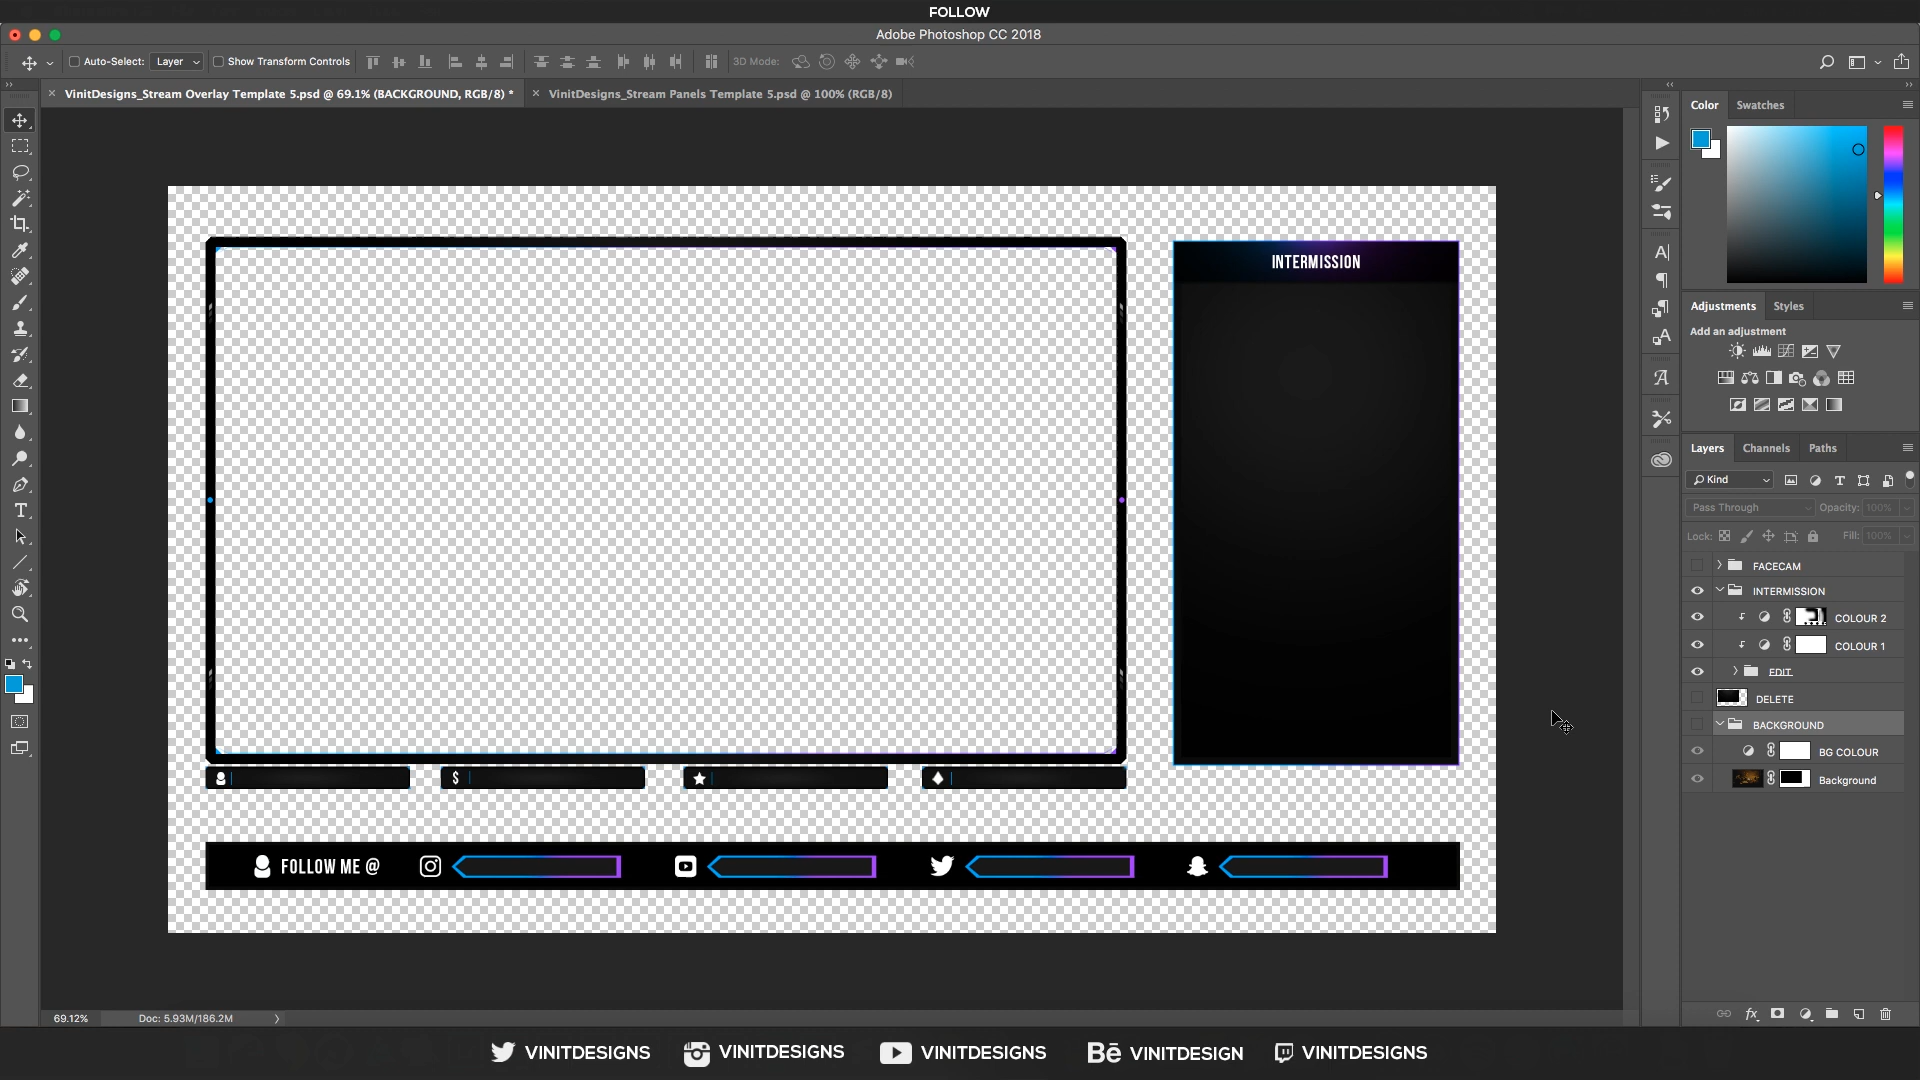 FOLLOW
Adobe Photoshop CC 2018
Auto-Select: Layer Show Transform Controls 3D Mode:
VinitDesigns_Stream Overlay Template 5.psd @ 69.1% (BACKGROUND, RGB/8) * VinitDesigns_Stream Panels Template 5.psd @ 100% (RGB/8)
Color Swatches
INTERMISSION
Adjustments Styles
Add an adjustment
Layers Channels Paths
Kind
Pass Through Opacity: 100%
Lock: Fill: 100%
FACECAM
INTERMISSION
COLOUR 2
COLOUR 1
EDIT
DELETE
BACKGROUND
BG COLOUR
Background
$
FOLLOW ME @
69.12% Doc: 5.93M/186.2M
VINITDESIGNS VINITDESIGNS VINITDESIGNS Bē VINITDESIGN VINITDESIGNS